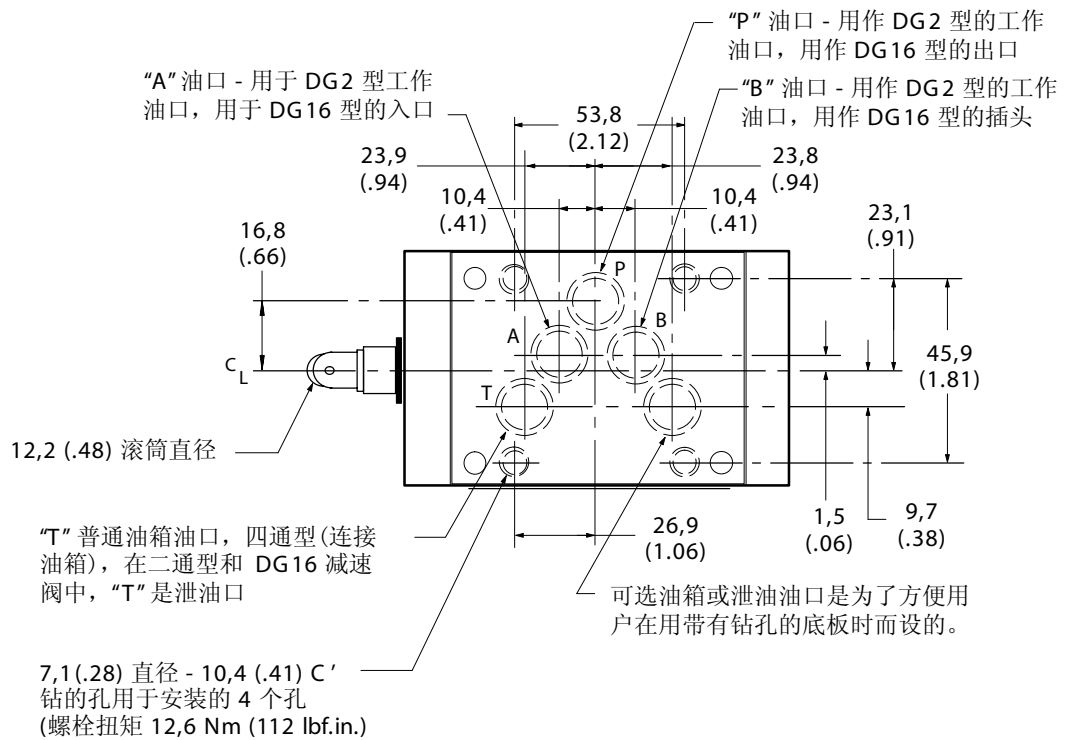 "P" 油口 - 用作 DG2 型的工作
油口，用作 DG16 型的出口
"A" 油口 - 用于 DG2 型工作
油口，用于 DG16 型的入口
"B" 油口 - 用作 DG2 型的工作
油口，用作 DG16 型的插头
53,8
(2.12)
23,9
(.94)
23,8
(.94)
10,4
(.41)
10,4
(.41)
23,1
(.91)
16,8
(.66)
P
A
B
C L
45,9
(1.81)
T
12,2 (.48) 滚筒直径
"T" 普通油箱油口，四通型(连接
油箱)，在二通型和 DG16 减速
阀中，"T" 是泄油口
26,9
(1.06)
1,5
(.06)
9,7
(.38)
可选油箱或泄油油口是为了方便用
户在用带有钻孔的底板时而设的。
7,1(.28) 直径 - 10,4 (.41) C '
钻的孔用于安装的 4 个孔
(螺栓扭矩 12,6 Nm (112 lbf.in.)